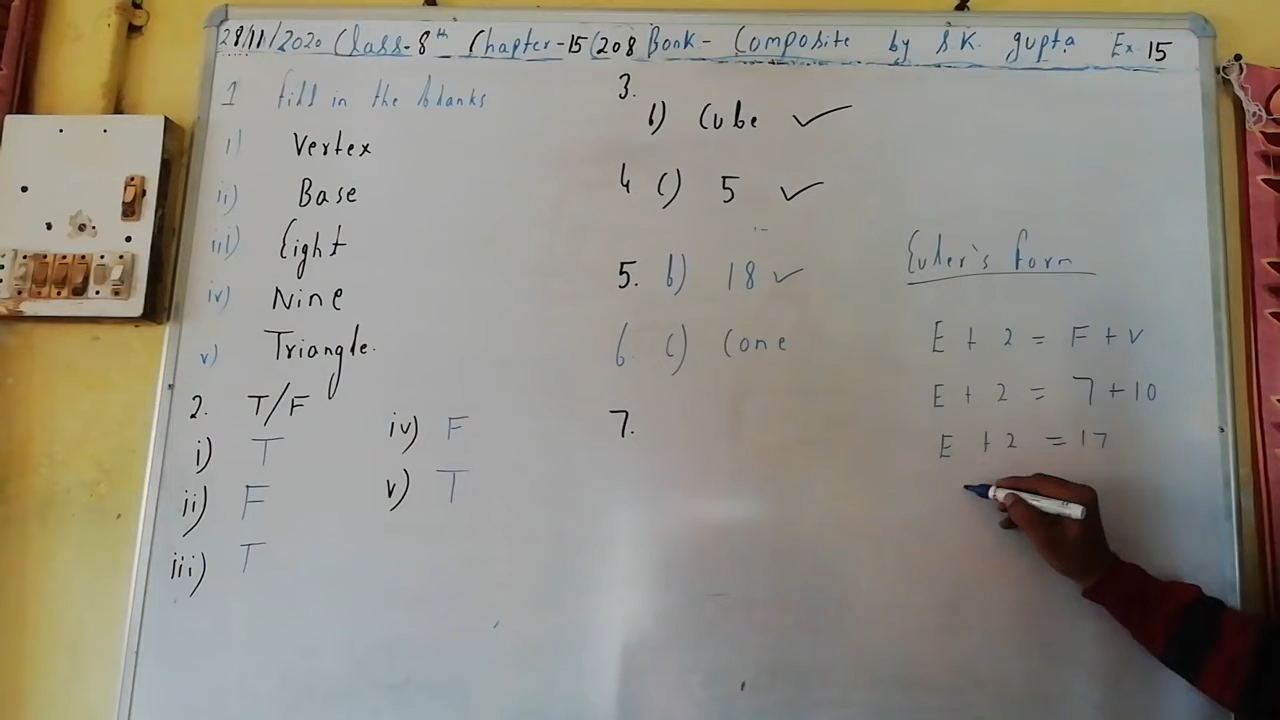 28/11/2020 Class-8th Chapter-15(208 Book- Composite by S K. gupta Ex 15
1 fill in the blanks
i) Vertex
ii) Base
iii) Eight
iv) Nine
v) Triangle.
2. T/F
i) T
ii) F
iii) T
iv) F
v) T
3.
b) Cube ✓
4 c) 5 ✓
5. b) 18 ✓
6. c) Cone
7.
Euler's form
E + 2 = F + V
E + 2 = 7 + 10
E + 2 = 17